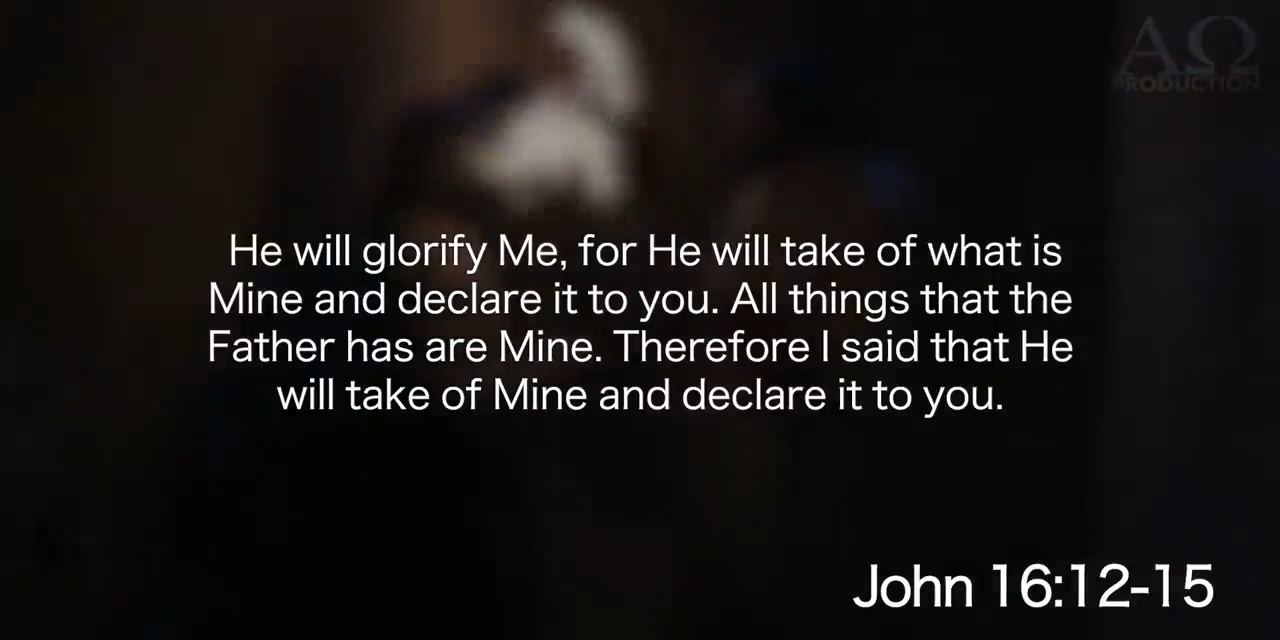 ΑΩ
PRODUCTION
He will glorify Me, for He will take of what is
Mine and declare it to you. All things that the
Father has are Mine. Therefore I said that He
will take of Mine and declare it to you.
John 16:12-15